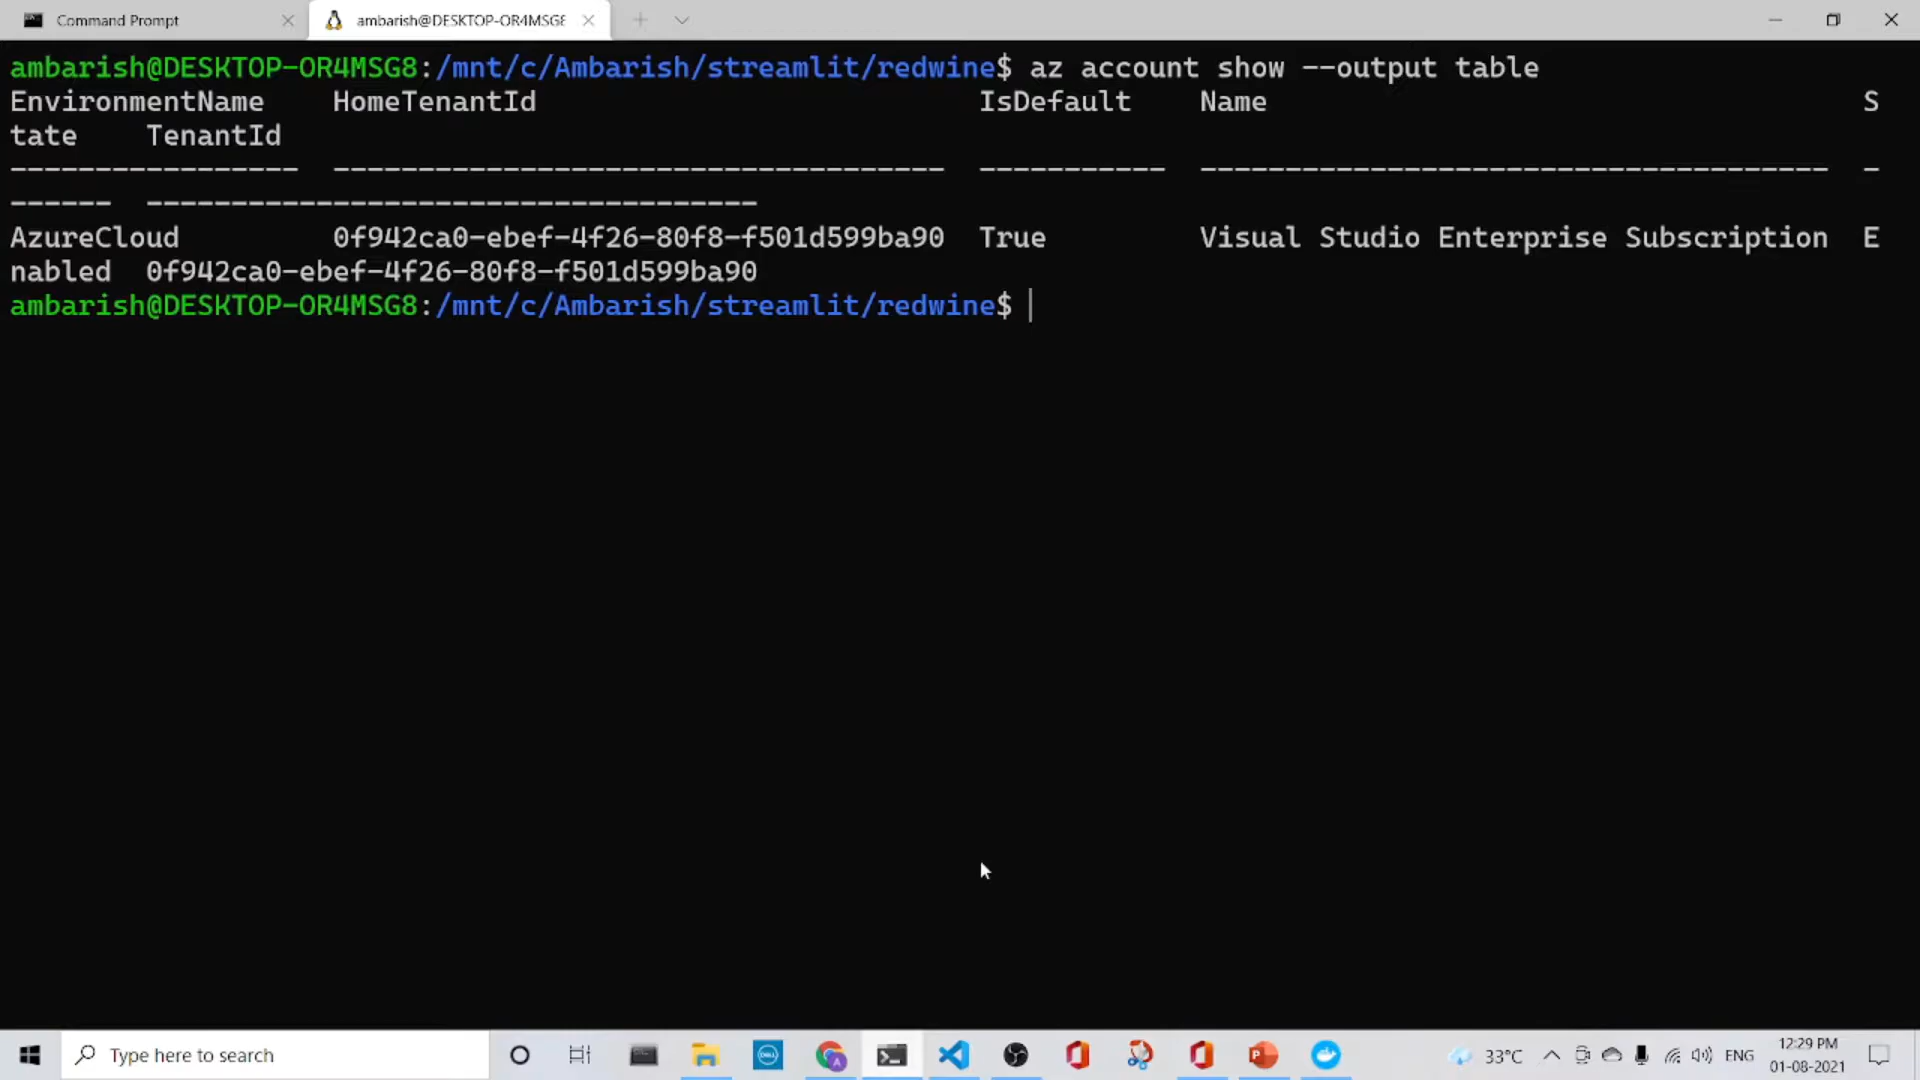 Command Prompt
ambarish@DESKTOP-OR4MSG8
ambarish@DESKTOP-OR4MSG8:/mnt/c/Ambarish/streamlit/redwine$ az account show --output table
EnvironmentName HomeTenantId IsDefault Name S
tate TenantId
----------------- ------------------------------------ ----------- ------------------------------------- -
------ ------------------------------------
AzureCloud 0f942ca0-ebef-4f26-80f8-f501d599ba90 True Visual Studio Enterprise Subscription E
nabled 0f942ca0-ebef-4f26-80f8-f501d599ba90
ambarish@DESKTOP-OR4MSG8:/mnt/c/Ambarish/streamlit/redwine$
Type here to search
DELL
A
P
33°C
ENG
12:29 PM
01-08-2021